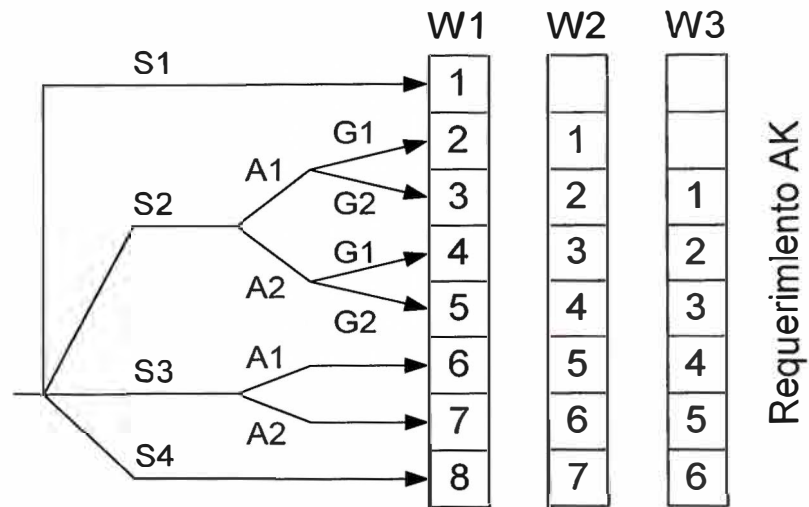 W1 W2 W3
S1 1
G1 2 1
A1
S2 G2 3 2 1
G1 4 3 2
A2
G2 5 4 3
A1 6 5 4
S3
A2 7 6 5
S4 8 7 6
Requerimiento AK